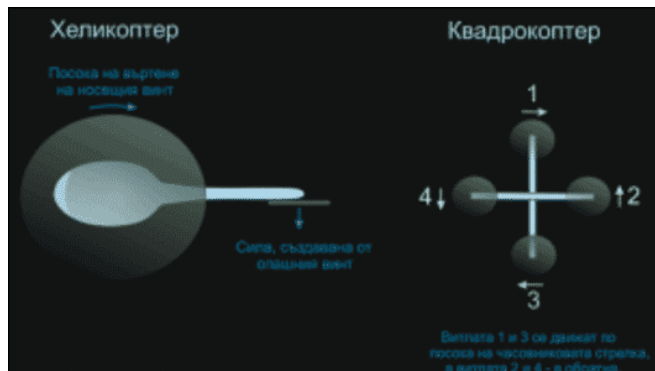 Хеликоптер
Посока на въртене
на носещия винт
Сила, създавана от
опашния винт
Квадрокоптер
1
2
3
4
Витлата 1 и 3 се движат по
посока на часовниковата стрелка,
а витлата 2 и 4 - в обратна